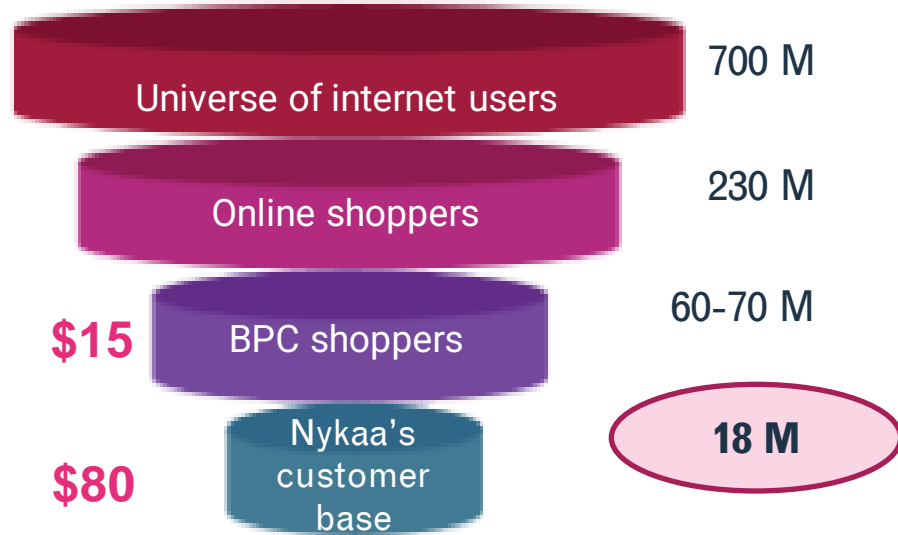 Universe of internet users
700 M
Online shoppers
230 M
$15
BPC shoppers
60-70 M
$80
Nykaa's
customer
base
18 M